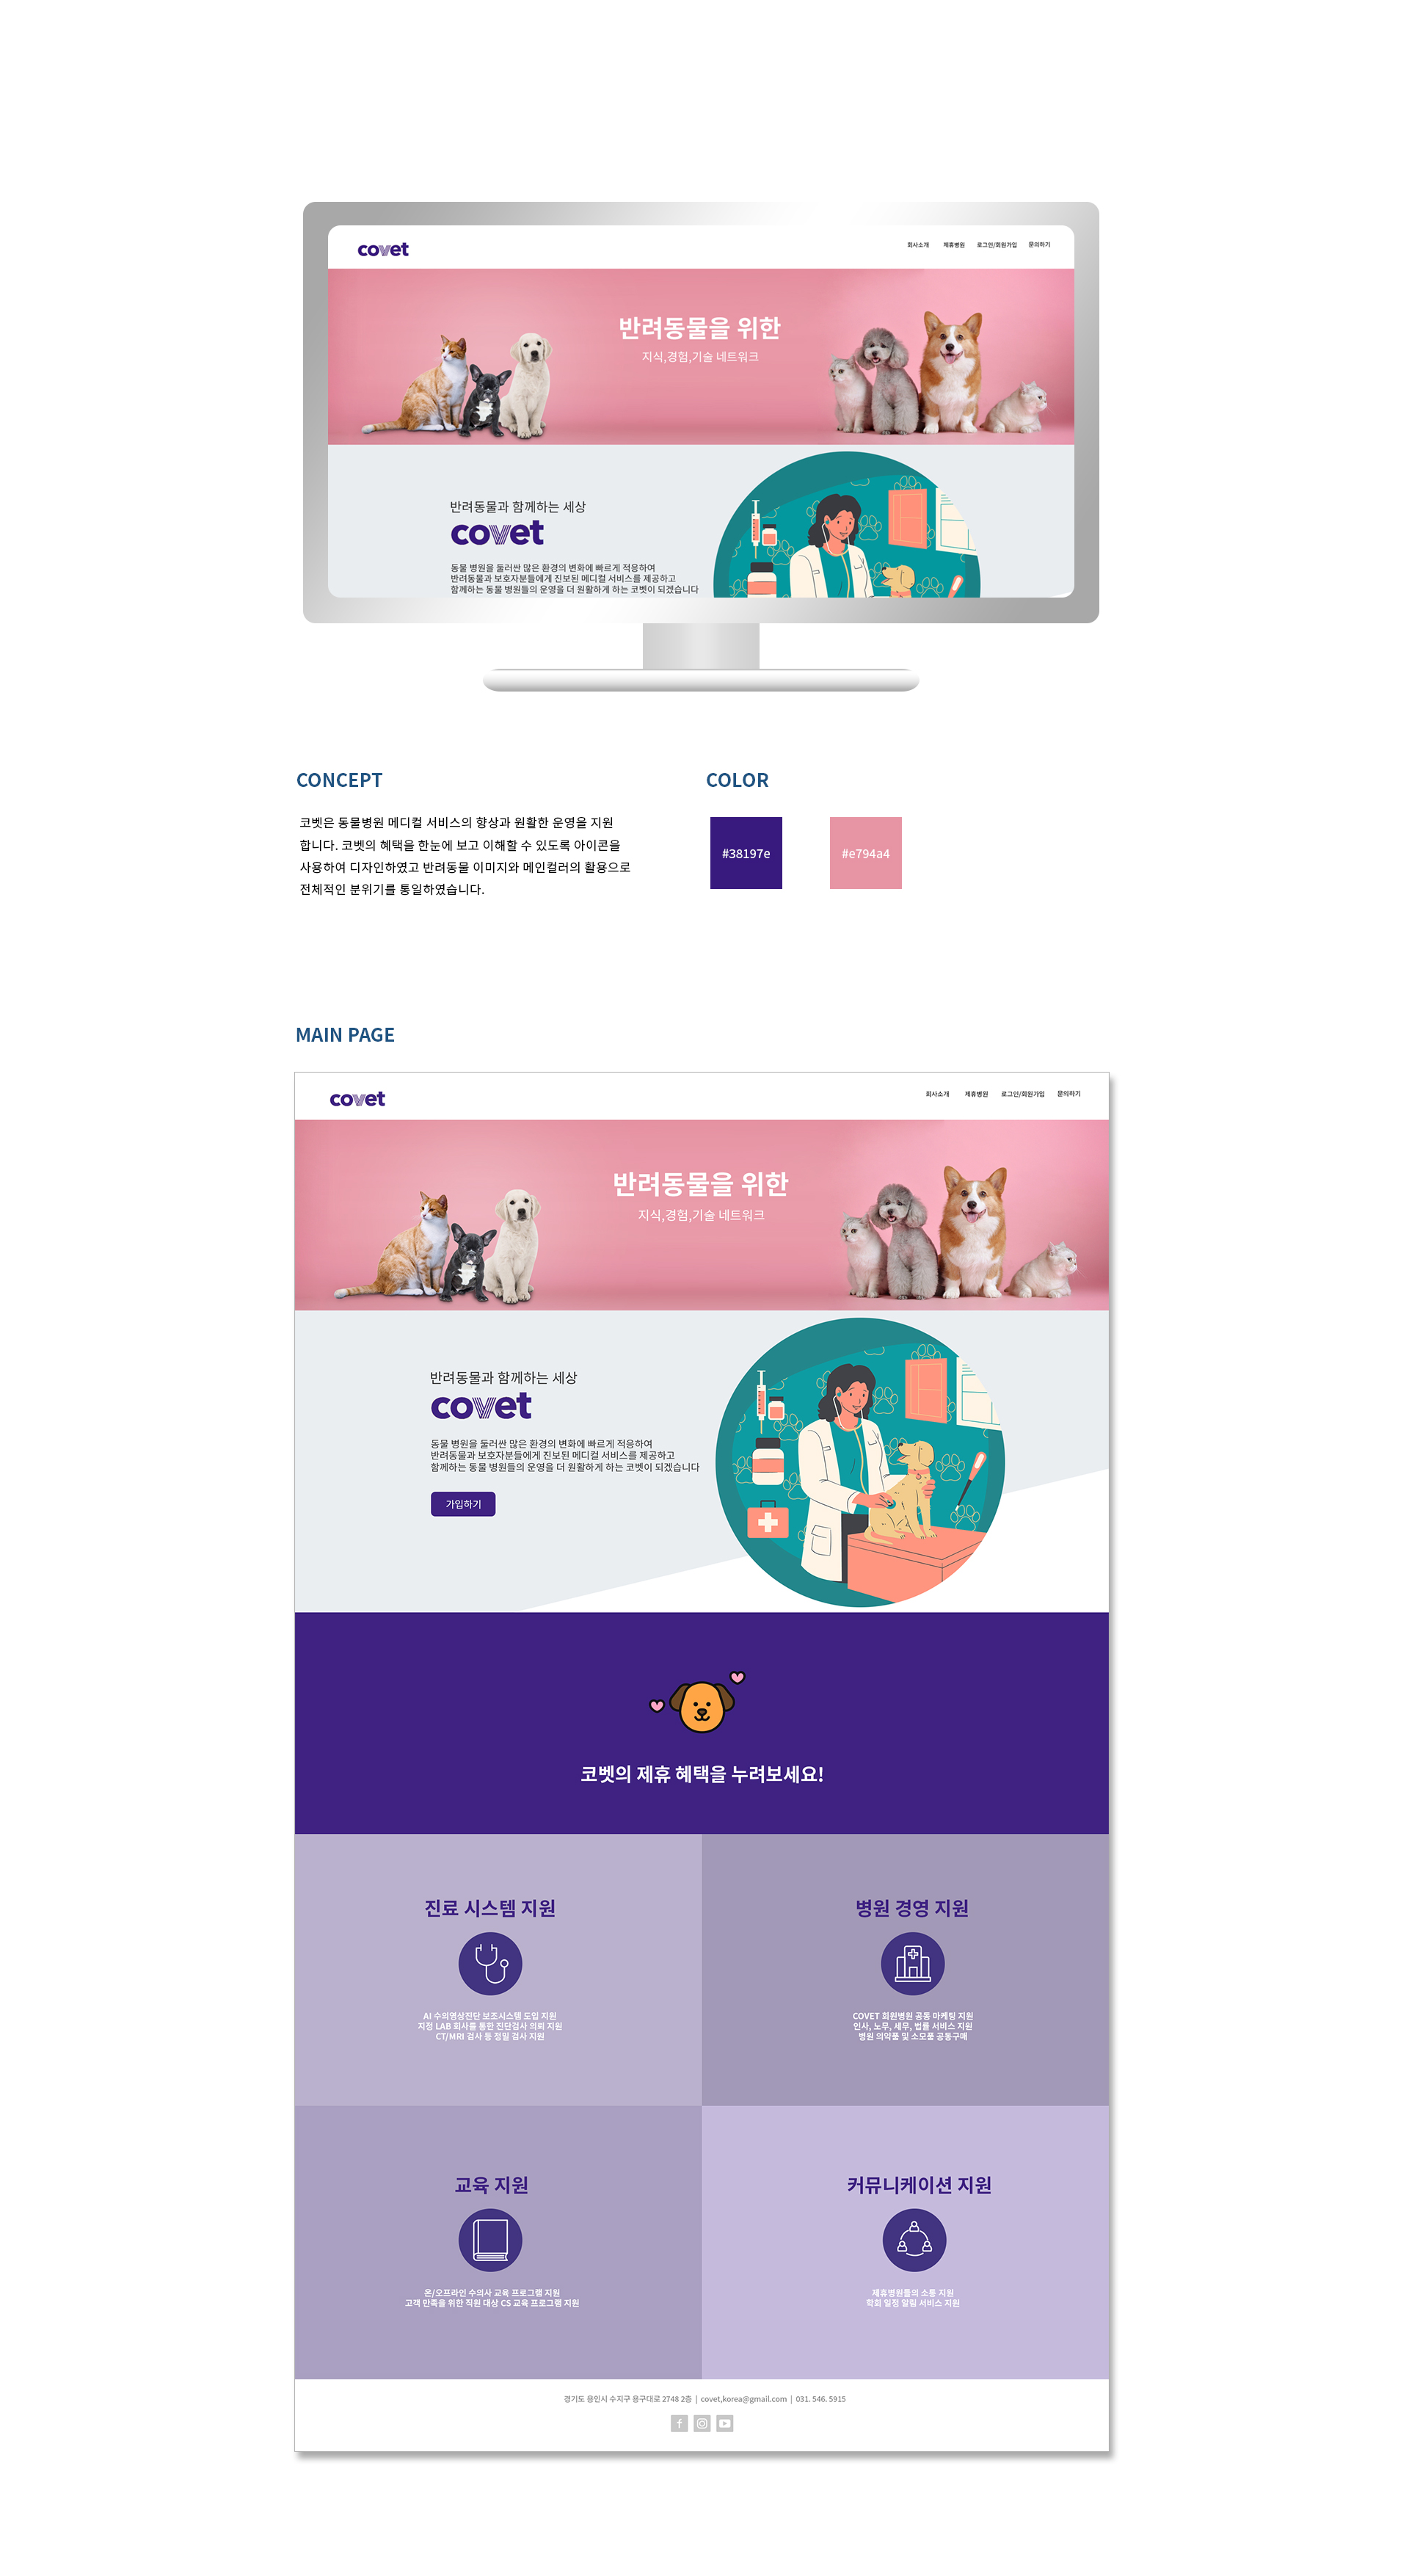 covet
회사소개 제휴병원 로그인/회원가입 문의하기
반려동물을 위한
지식,경험,기술 네트워크
반려동물과 함께하는 세상
covet
동물 병원을 둘러싼 많은 환경의 변화에 빠르게 적응하여
반려동물과 보호자분들에게 진보된 메디컬 서비스를 제공하고
함께하는 동물 병원들의 운영을 더 원활하게 하는 코벳이 되겠습니다
CONCEPT
코벳은 동물병원 메디컬 서비스의 향상과 원활한 운영을 지원
합니다. 코벳의 혜택을 한눈에 보고 이해할 수 있도록 아이콘을
사용하여 디자인하였고 반려동물 이미지와 메인컬러의 활용으로
전체적인 분위기를 통일하였습니다.
COLOR
#38197e
#e794a4
MAIN PAGE
covet
회사소개 제휴병원 로그인/회원가입 문의하기
반려동물을 위한
지식,경험,기술 네트워크
반려동물과 함께하는 세상
covet
동물 병원을 둘러싼 많은 환경의 변화에 빠르게 적응하여
반려동물과 보호자분들에게 진보된 메디컬 서비스를 제공하고
함께하는 동물 병원들의 운영을 더 원활하게 하는 코벳이 되겠습니다
가입하기
코벳의 제휴 혜택을 누려보세요!
진료 시스템 지원
AI 수의영상진단 보조시스템 도입 지원
지정 LAB 회사를 통한 진단검사 의뢰 지원
CT/MRI 검사 등 정밀 검사 지원
병원 경영 지원
COVET 회원병원 공동 마케팅 지원
인사, 노무, 세무, 법률 서비스 지원
병원 의약품 및 소모품 공동구매
교육 지원
온/오프라인 수의사 교육 프로그램 지원
고객 만족을 위한 직원 대상 CS 교육 프로그램 지원
커뮤니케이션 지원
제휴병원들의 소통 지원
학회 일정 알림 서비스 지원
경기도 용인시 수지구 용구대로 2748 2층 | covet,korea@gmail.com | 031. 546. 5915